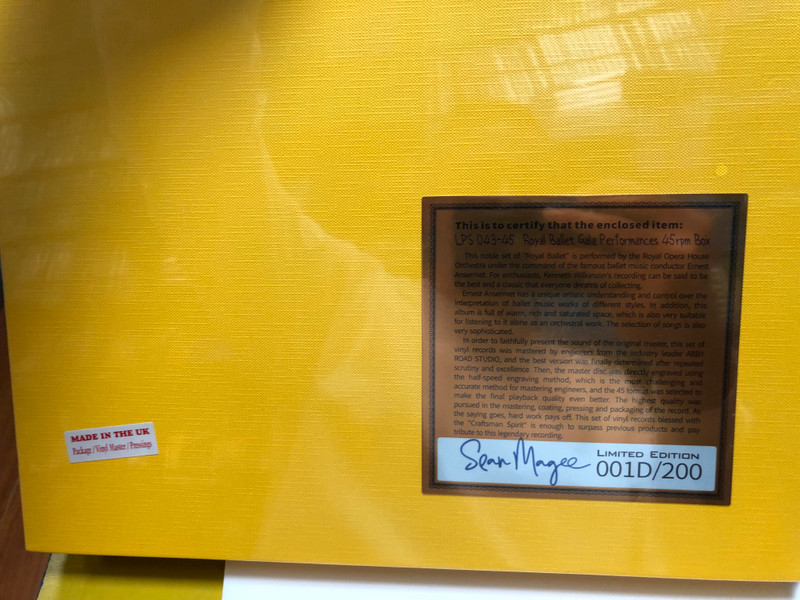 This is to certify that the enclosed item:
LPS 043-45 Royal Ballet Gala Performances 45rpm Box
This noble set of "Royal Ballet" is performed by the Royal Opera House
Orchestra under the command of the famous ballet music conductor Ernest
Ansermet. For enthusiasts, Kenneth Wilkinson's recording can be said to be
the best and a classic that everyone dreams of collecting.
Ernest Ansermet has a unique artistic understanding and control over the
interpretation of ballet music works of different styles. In addition, this
album is full of warm, rich and saturated space, which is also very suitable
for listening to it alone as an orchestral work. The selection of songs is also
very sophisticated.
In order to faithfully present the sound of the original master, this set of
vinyl records was mastered by engineers from the industry leader ABBEY
ROAD STUDIO, and the best version was finally determined after repeated
scrutiny and excellence. Then, the master disc was directly engraved using
the half-speed engraving method, which is the most challenging and
accurate method for mastering engineers, and the 45 format was selected to
make the final playback quality even better. The highest quality was
pursued in the mastering, coating, pressing and packaging of the record. As
the saying goes, hard work pays off. This set of vinyl records blessed with
the "Craftsman Spirit" is enough to surpass previous products and pay
tribute to this legendary recording.
Sean Magee
LIMITED EDITION
001D/200
MADE IN THE UK
Package / Vinyl Master / Pressings